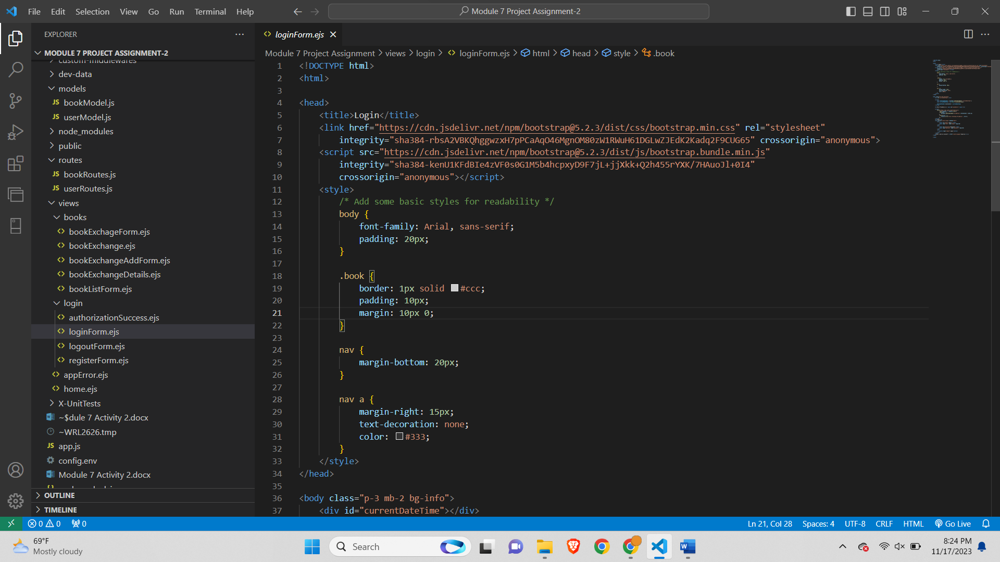 File Edit Selection View Go Run Terminal Help
Module 7 Project Assignment-2
EXPLORER
MODULE 7 PROJECT ASSIGNMENT-2
custom-middlewares
dev-data
models
JS bookModel.js
JS userModel.js
node_modules
public
routes
JS bookRoutes.js
JS userRoutes.js
views
books
bookExchageForm.ejs
bookExchange.ejs
bookExchangeAddForm.ejs
bookExchangeDetails.ejs
bookListForm.ejs
login
authorizationSuccess.ejs
loginForm.ejs
logoutForm.ejs
registerForm.ejs
appError.ejs
home.ejs
X-UnitTests
~$dule 7 Activity 2.docx
~WRL2626.tmp
JS app.js
config.env
Module 7 Activity 2.docx
OUTLINE
TIMELINE
loginForm.ejs
Module 7 Project Assignment > views > login > loginForm.ejs > html > head > style > .book
1 <!DOCTYPE html>
2 <html>
3
4 <head>
5 <title>Login</title>
6 <link href="https://cdn.jsdelivr.net/npm/bootstrap@5.2.3/dist/css/bootstrap.min.css" rel="stylesheet"
7 integrity="sha384-rbsA2VBKQhggwzxH7pPCaAqO46MgnOM80zW1RWuH61DGLwZJEdK2Kadq2F9CUG65" crossorigin="anonymous">
8 <script src="https://cdn.jsdelivr.net/npm/bootstrap@5.2.3/dist/js/bootstrap.bundle.min.js"
9 integrity="sha384-kenU1KFdBIe4zVF0s0G1M5b4hcpxyD9F7jL+jjXkk+Q2h455rYXK/7HAuoJl+0I4"
10 crossorigin="anonymous"></script>
11 <style>
12 /* Add some basic styles for readability */
13 body {
14 font-family: Arial, sans-serif;
15 padding: 20px;
16 }
17
18 .book {
19 border: 1px solid #ccc;
20 padding: 10px;
21 margin: 10px 0;
22 }
23
24 nav {
25 margin-bottom: 20px;
26 }
27
28 nav a {
29 margin-right: 15px;
30 text-decoration: none;
31 color: #333;
32 }
33 </style>
34 </head>
35
36 <body class="p-3 mb-2 bg-info">
37 <div id="currentDateTime"></div>
0 0 0
Ln 21, Col 28 Spaces: 4 UTF-8 CRLF HTML Go Live
69°F
Mostly cloudy
Search
8:24 PM
11/17/2023